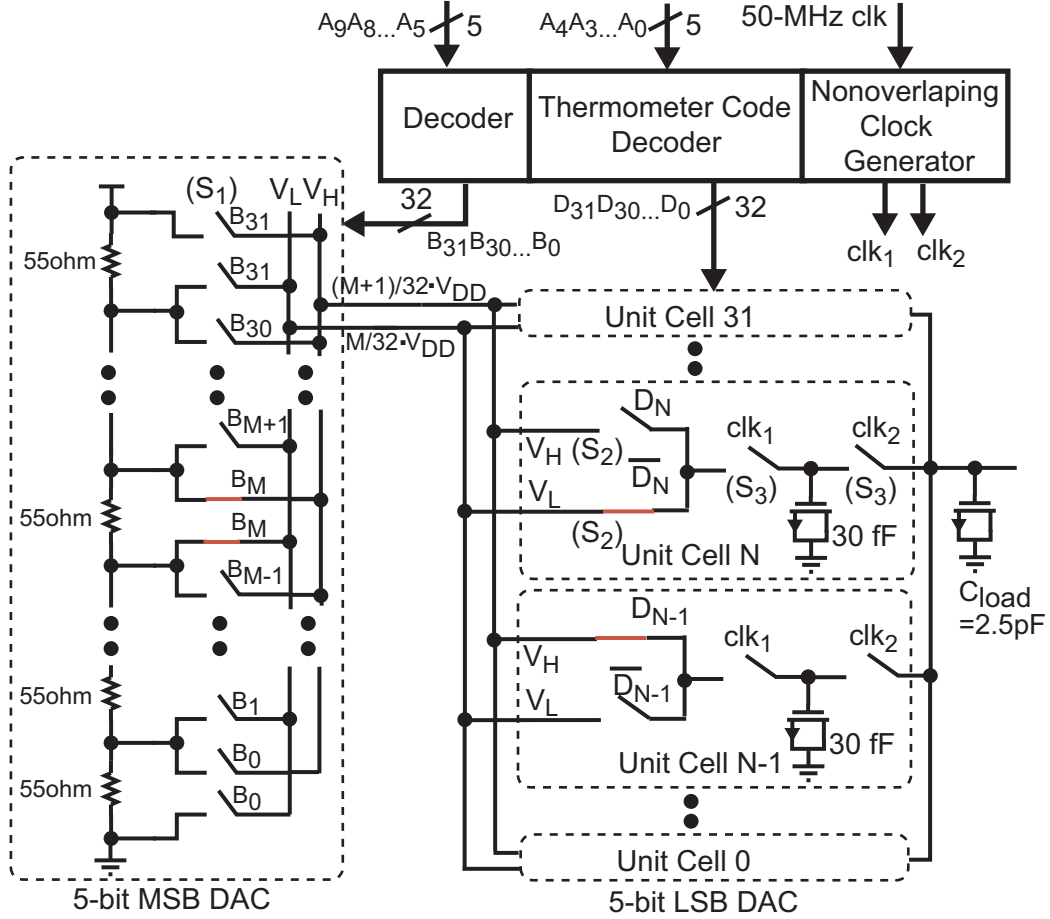 A9A8...A5 5
A4A3...A0 5
50-MHz clk
Decoder
Thermometer Code
Decoder
Nonoverlaping
Clock
Generator
32
B31B30...B0
D31D30...D0 32
clk1 clk2
(S1) VL VH
B31
55ohm
B31
B30
(M+1)/32·VDD
M/32·VDD
Unit Cell 31
BM+1
BM
55ohm
BM
BM-1
DN
VH (S2)
DN
VL
(S2)
clk1
(S3)
clk2
(S3)
30 fF
Unit Cell N
Cload
=2.5pF
DN-1
VH
DN-1
VL
clk1
clk2
30 fF
Unit Cell N-1
55ohm
B1
B0
55ohm
B0
Unit Cell 0
5-bit MSB DAC
5-bit LSB DAC